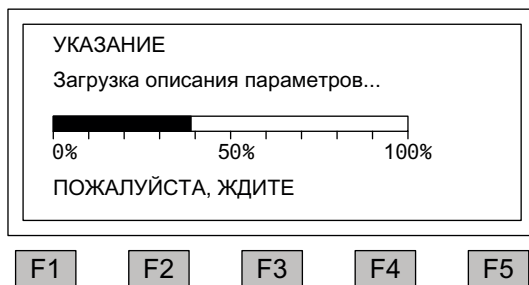 УКАЗАНИЕ
Загрузка описания параметров...
0% 50% 100%
ПОЖАЛУЙСТА, ЖДИТЕ
F1 F2 F3 F4 F5